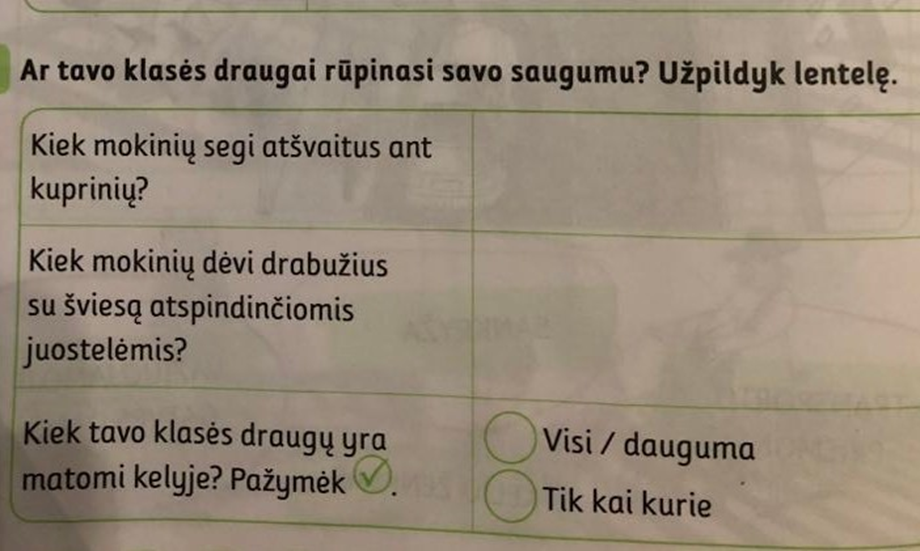 Ar tavo klasės draugai rūpinasi savo saugumu? Užpildyk lentelę.
Kiek mokinių segi atšvaitus ant
kuprinių?
Kiek mokinių dėvi drabužius
su šviesą atspindinčiomis
juostelėmis?
Kiek tavo klasės draugų yra
matomi kelyje? Pažymėk ✓.
Visi / dauguma
Tik kai kurie